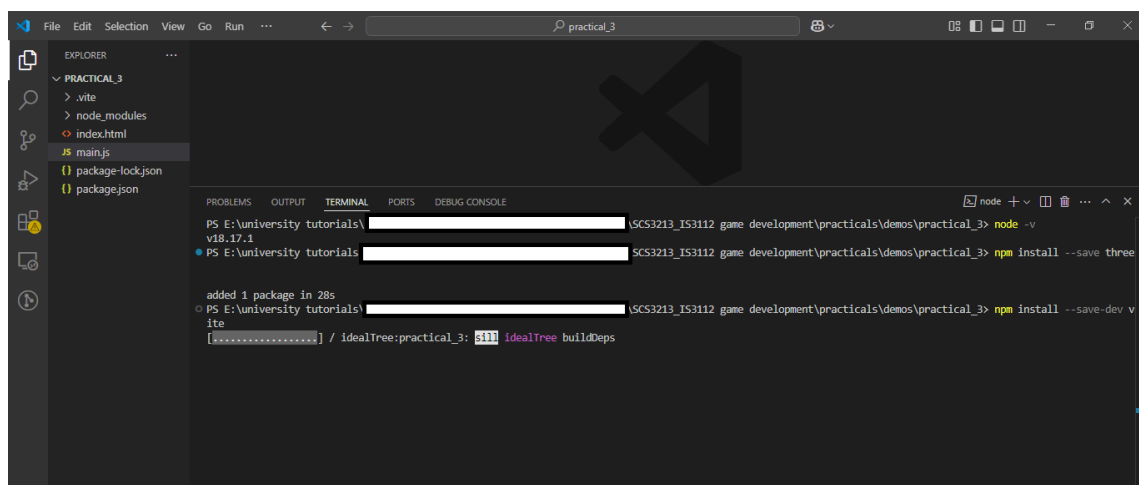 File Edit Selection View Go Run ··· practical_3
EXPLORER ···
PRACTICAL_3
.vite
node_modules
index.html
JS main.js
{} package-lock.json
{} package.json
PROBLEMS OUTPUT TERMINAL PORTS DEBUG CONSOLE node
PS E:\university tutorials\ \SCS3213_IS3112 game development\practicals\demos\practical_3> node -v
v18.17.1
PS E:\university tutorials SCS3213_IS3112 game development\practicals\demos\practical_3> npm install --save three
added 1 package in 28s
PS E:\university tutorials\ \SCS3213_IS3112 game development\practicals\demos\practical_3> npm install --save-dev v
ite
[..................] / idealTree:practical_3: sill idealTree buildDeps